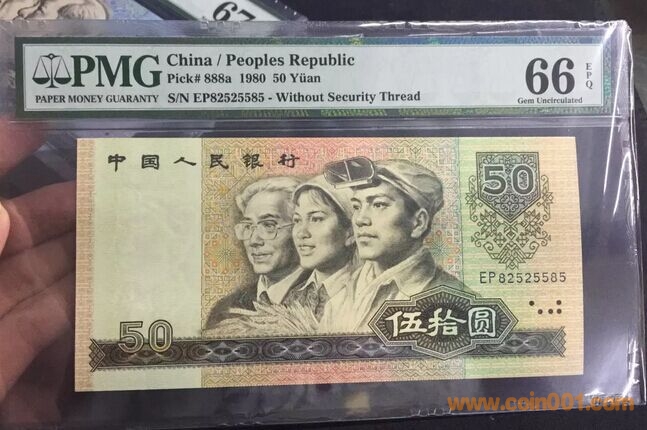 67
PMG
PAPER MONEY GUARANTY
China / Peoples Republic
Pick# 888a 1980 50 Yüan
S/N EP82525585 - Without Security Thread
66 EPQ
Gem Uncirculated
中国人民银行
50
EP82525585
50
伍拾圆
www.coin001.com